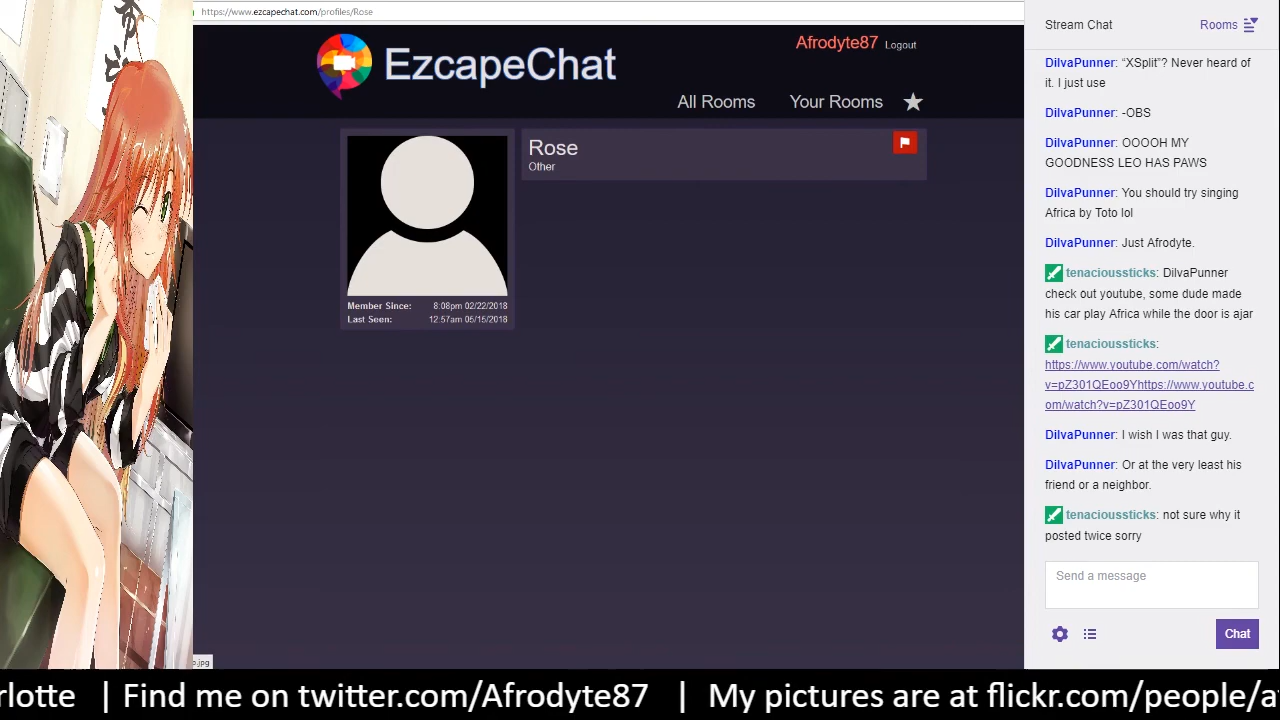 https://www.ezcapechat.com/profiles/Rose
Afrodyte87 Logout
EzcapeChat
All Rooms Your Rooms
Rose
Other
Member Since: 8:08pm 02/22/2018
Last Seen: 12:57am 05/15/2018
.jpg
Stream Chat Rooms
DilvaPunner: “XSplit”? Never heard of
it. I just use
DilvaPunner: -OBS
DilvaPunner: OOOOH MY
GOODNESS LEO HAS PAWS
DilvaPunner: You should try singing
Africa by Toto lol
DilvaPunner: Just Afrodyte.
tenacioussticks: DilvaPunner
check out youtube, some dude made
his car play Africa while the door is ajar
tenacioussticks:
https://www.youtube.com/watch?
v=pZ301QEoo9Yhttps://www.youtube.c
om/watch?v=pZ301QEoo9Y
DilvaPunner: I wish I was that guy.
DilvaPunner: Or at the very least his
friend or a neighbor.
tenacioussticks: not sure why it
posted twice sorry
Send a message
Chat
rlotte | Find me on twitter.com/Afrodyte87 | My pictures are at flickr.com/people/a